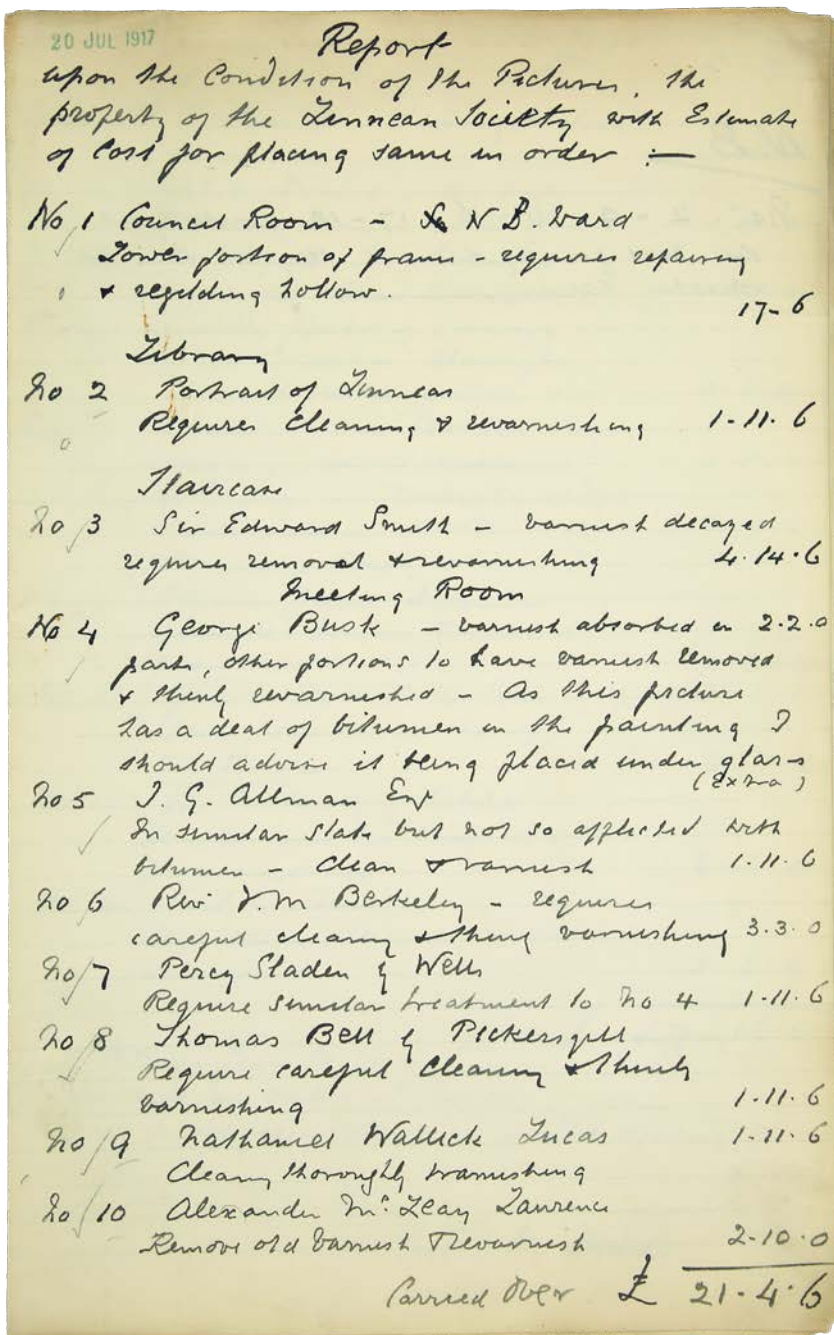 20 JUL 1917
Report
upon the Condition of the Pictures, the
property of the Linnean Society with Estimate
of Cost for placing same in order :—
No 1 Council Room - N B. Ward
Lower portion of frame - requires repairing
& regilding hollow.
17-6
Library
No 2 Portrait of Linneas
Requires Cleaning & revarnishing 1-11.6
Staircase
No 3 Sir Edward Smith - varnish decayed
requires removal & revarnishing 4.14.6
Meeting Room
No 4 George Busk - varnish absorbed in 2.2.0
parts, other portions to have varnish removed
& thinly revarnished - As this picture
has a deal of bitumen in the painting I
should advise it being placed under glass
(Extra)
No 5 J. G. Allman Esqr
In similar state but not so afflicted with
bitumen - Clean & varnish 1.11.6
No 6 Revr J. M Berkeley - requires
careful cleaning & thinly varnishing 3.3.0
No 7 Percy Sladen by Wells
Require similar treatment to No 4 1-11.6
No 8 Thomas Bell by Pickersgill
Require careful Cleaning & thinly
varnishing 1.11.6
No 9 Nathaniel Wallick Lucas 1-11.6
Cleany thoroughly & varnishing
No 10 Alexander Mc Leay Lawrence
Remove old Varnish & Revarnish 2-10.0
Carried Over £ 21.4.6